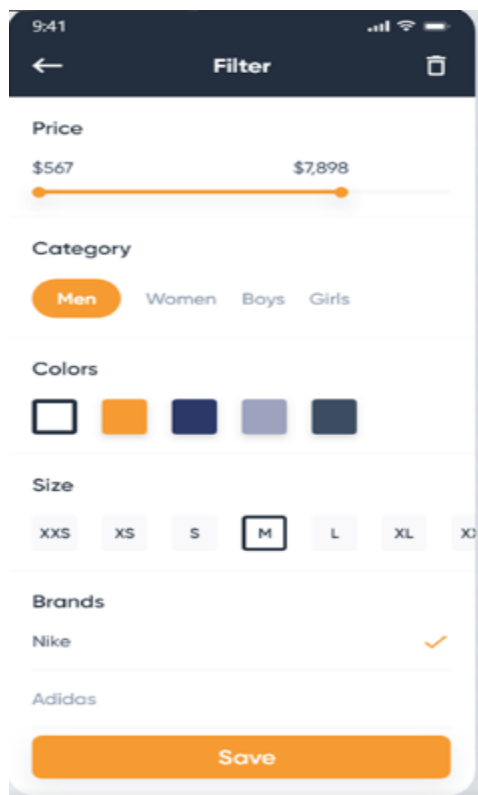 9:41
Filter
Price
$567 $7,898
Category
Men Women Boys Girls
Colors
Size
XXS XS S M L XL
Brands
Nike
Adidas
Save